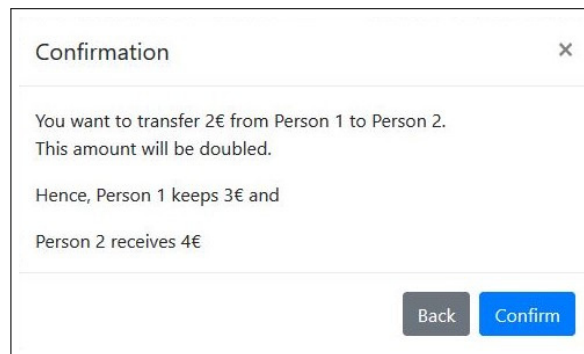 Confirmation ×
You want to transfer 2€ from Person 1 to Person 2.
This amount will be doubled.
Hence, Person 1 keeps 3€ and
Person 2 receives 4€
Back Confirm